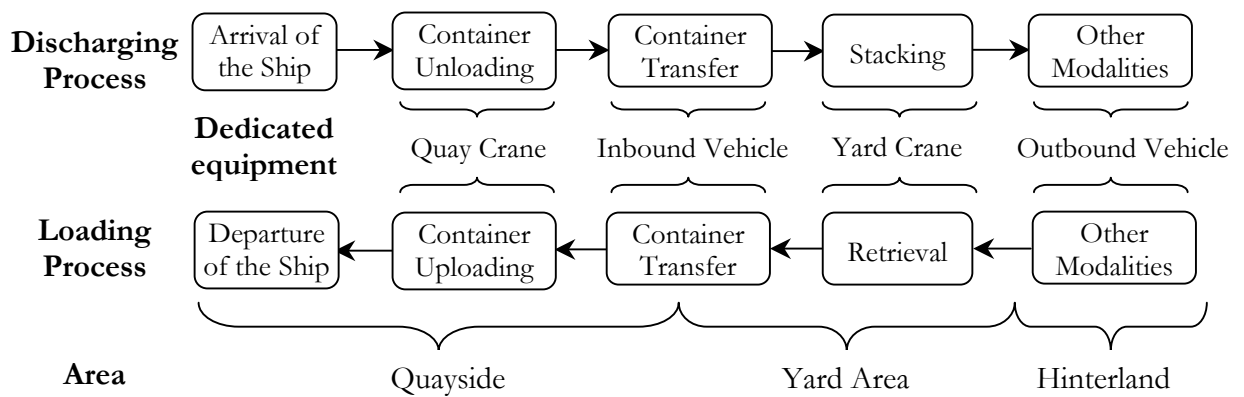 Discharging
Process
Arrival of
the Ship
Container
Unloading
Container
Transfer
Stacking
Other
Modalities
Dedicated
equipment
Quay Crane
Inbound Vehicle
Yard Crane
Outbound Vehicle
Loading
Process
Departure
of the Ship
Container
Uploading
Container
Transfer
Retrieval
Other
Modalities
Area
Quayside
Yard Area
Hinterland